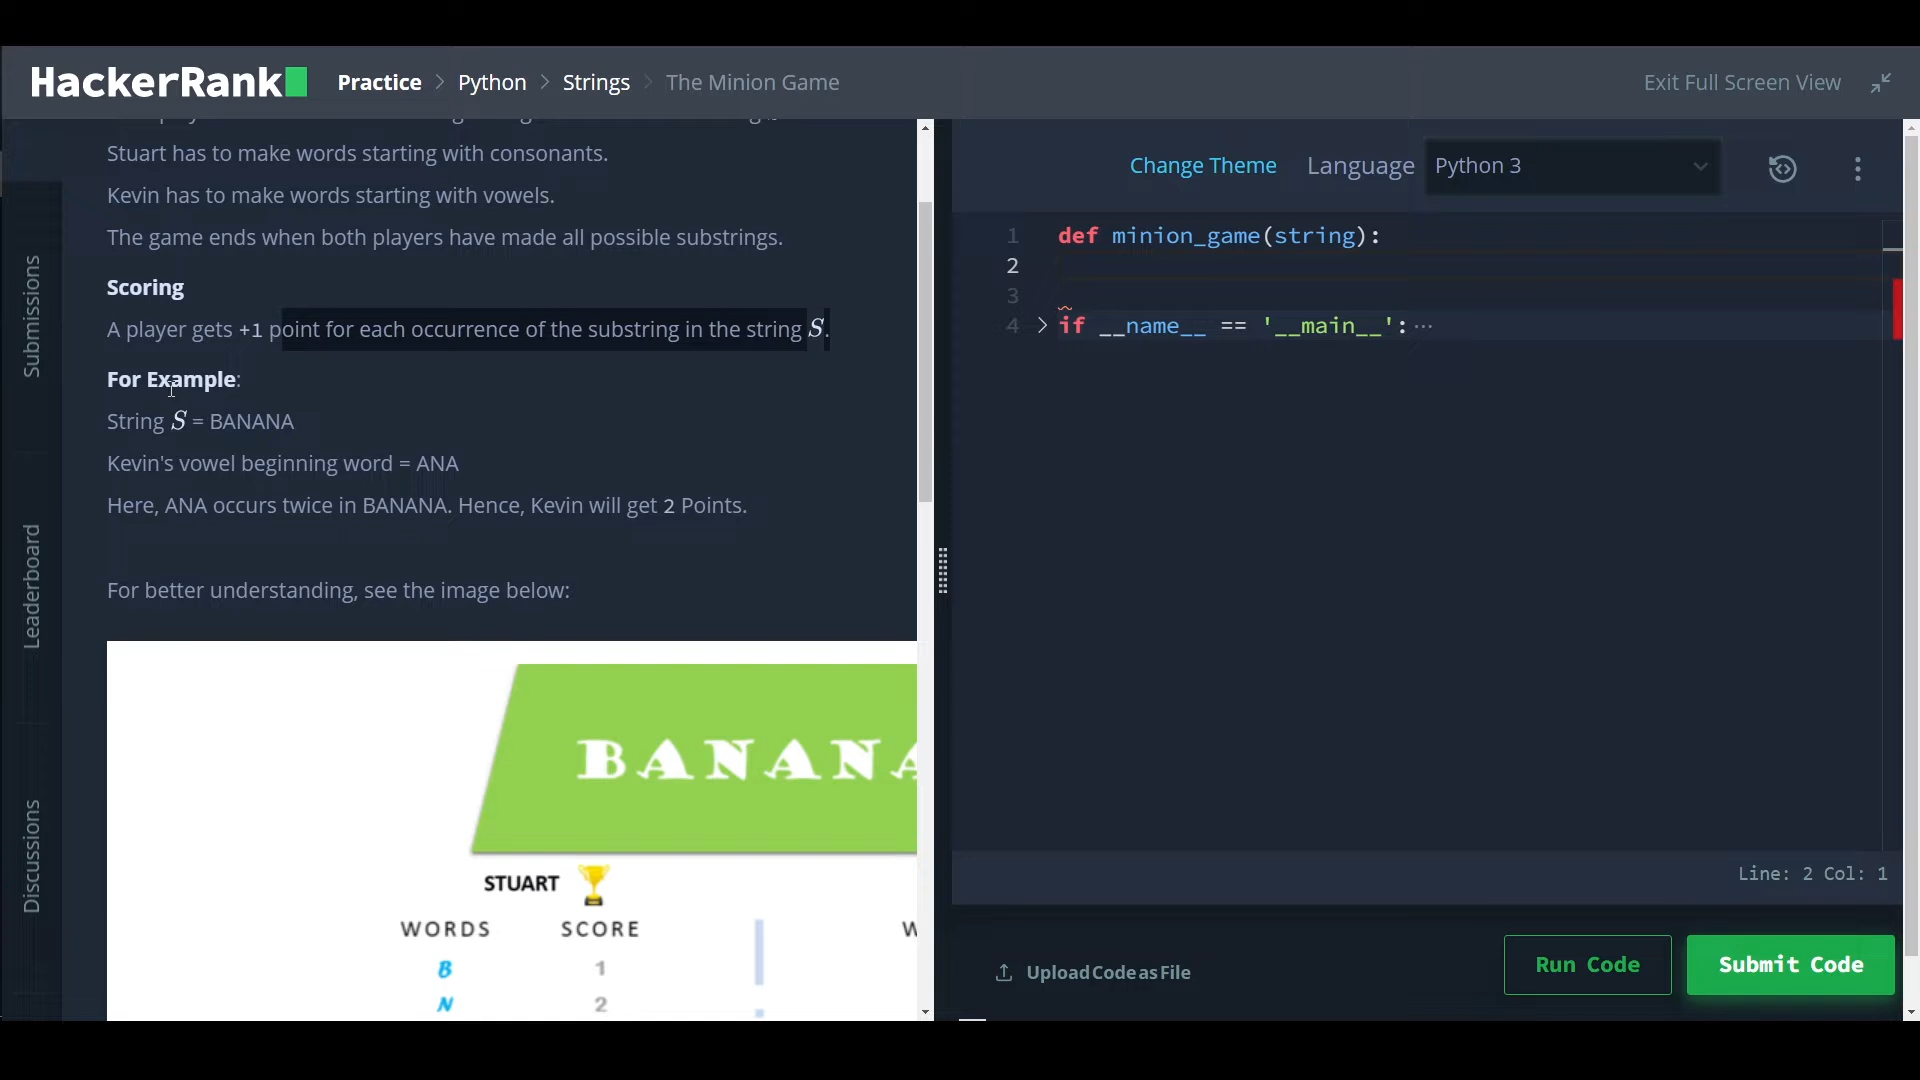 HackerRank
Practice > Python > Strings > The Minion Game
Exit Full Screen View
Submissions
Leaderboard
Discussions
Stuart has to make words starting with consonants.
Kevin has to make words starting with vowels.
The game ends when both players have made all possible substrings.
Scoring
A player gets +1 point for each occurrence of the substring in the string S.
For Example:
String S = BANANA
Kevin's vowel beginning word = ANA
Here, ANA occurs twice in BANANA. Hence, Kevin will get 2 Points.
For better understanding, see the image below:
BANANA
STUART
WORDS SCORE W
B 1
N 2
Change Theme Language Python 3
1 def minion_game(string):
2
3
4 > if __name__ == '__main__':···
Line: 2 Col: 1
Upload Code as File
Run Code
Submit Code